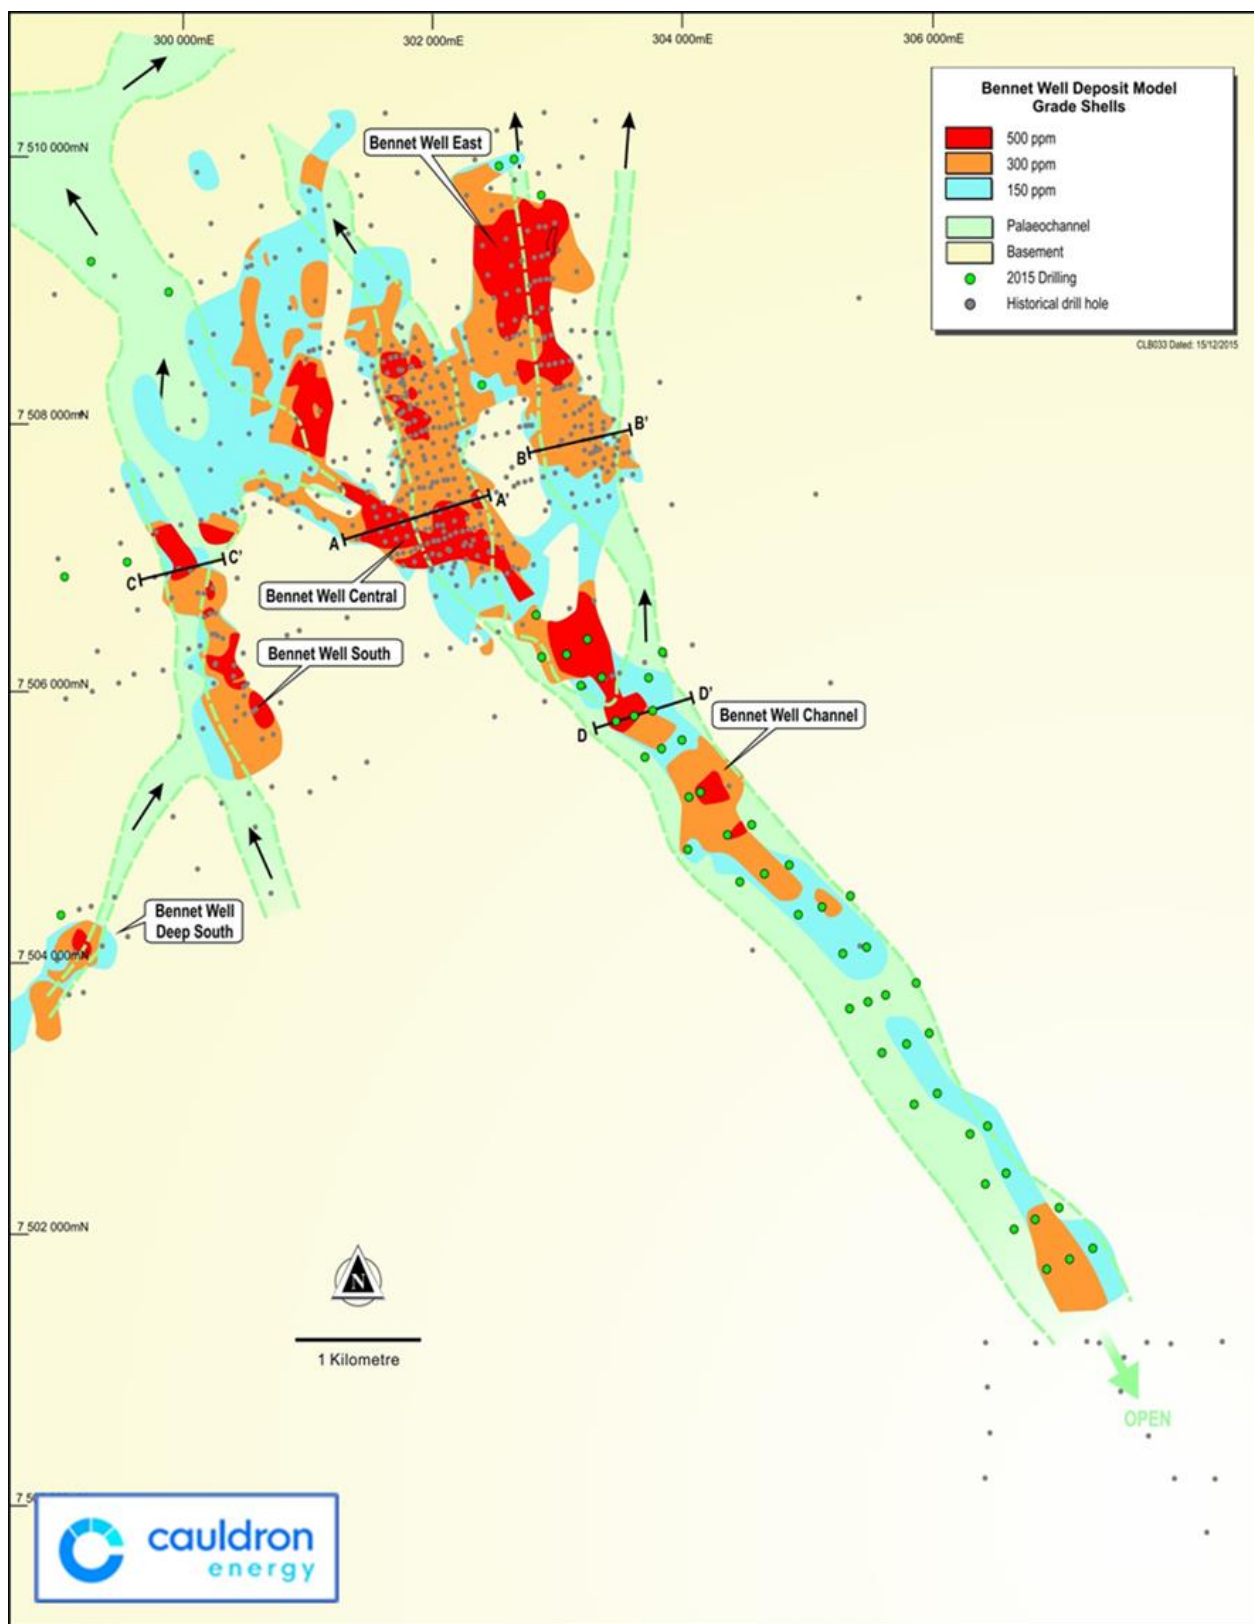 300 000mE
302 000mE
304 000mE
306 000mE
Bennet Well Deposit Model
Grade Shells
500 ppm
300 ppm
150 ppm
Palaeochannel
Basement
2015 Drilling
Historical drill hole
CLB033 Dated: 15/12/2015
7 510 000mN
Bennet Well East
7 508 000mN
B
B'
A
A'
C
C'
Bennet Well Central
Bennet Well South
7 506 000mN
D
D'
Bennet Well Channel
Bennet Well
Deep South
7 504 000mN
7 502 000mN
N
1 Kilometre
OPEN
cauldron
energy